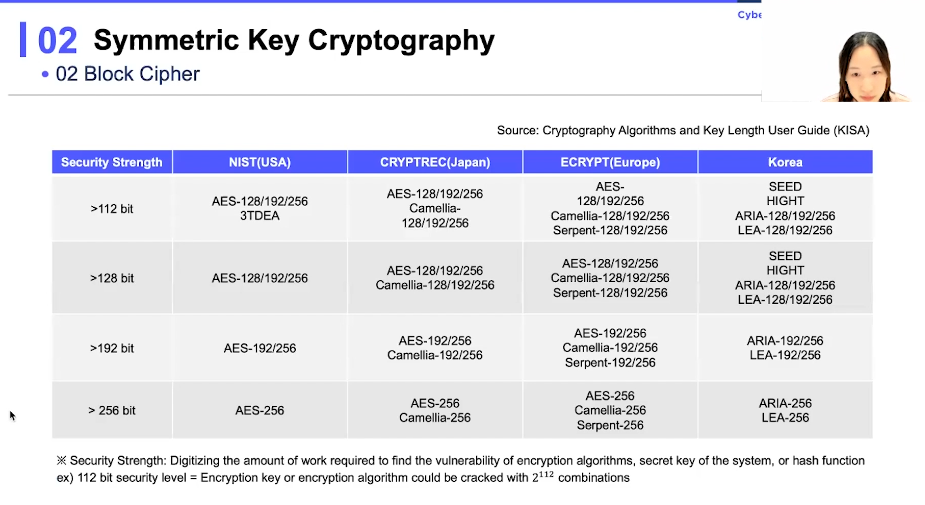 Cybe
02 Symmetric Key Cryptography
• 02 Block Cipher
Source: Cryptography Algorithms and Key Length User Guide (KISA)
Security Strength NIST(USA) CRYPTREC(Japan) ECRYPT(Europe) Korea
>112 bit
AES-128/192/256
3TDEA
AES-128/192/256
Camellia-
128/192/256
AES-
128/192/256
Camellia-128/192/256
Serpent-128/192/256
SEED
HIGHT
ARIA-128/192/256
LEA-128/192/256
>128 bit
AES-128/192/256
AES-128/192/256
Camellia-128/192/256
AES-128/192/256
Camellia-128/192/256
Serpent-128/192/256
SEED
HIGHT
ARIA-128/192/256
LEA-128/192/256
>192 bit
AES-192/256
AES-192/256
Camellia-192/256
AES-192/256
Camellia-192/256
Serpent-192/256
ARIA-192/256
LEA-192/256
> 256 bit
AES-256
AES-256
Camellia-256
AES-256
Camellia-256
Serpent-256
ARIA-256
LEA-256
※ Security Strength: Digitizing the amount of work required to find the vulnerability of encryption algorithms, secret key of the system, or hash function
ex) 112 bit security level = Encryption key or encryption algorithm could be cracked with 2¹¹² combinations